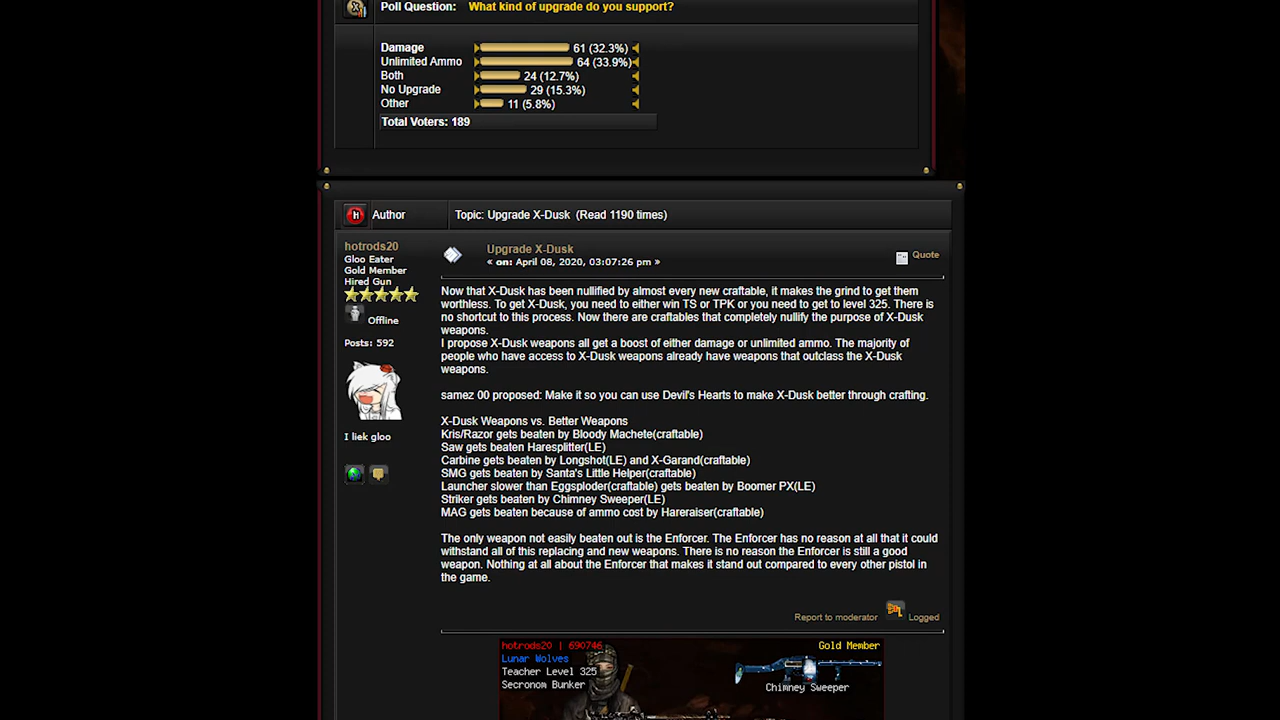 Poll Question: What kind of upgrade do you support?
Damage 61 (32.3%)
Unlimited Ammo 64 (33.9%)
Both 24 (12.7%)
No Upgrade 29 (15.3%)
Other 11 (5.8%)
Total Voters: 189
Author Topic: Upgrade X-Dusk (Read 1190 times)
hotrods20
Gloo Eater
Gold Member
Hired Gun
Offline
Posts: 592
I liek gloo
Upgrade X-Dusk
« on: April 08, 2020, 03:07:26 pm »
Quote
Now that X-Dusk has been nullified by almost every new craftable, it makes the grind to get them
worthless. To get X-Dusk, you need to either win TS or TPK or you need to get to level 325. There is
no shortcut to this process. Now there are craftables that completely nullify the purpose of X-Dusk
weapons.
I propose X-Dusk weapons all get a boost of either damage or unlimited ammo. The majority of
people who have access to X-Dusk weapons already have weapons that outclass the X-Dusk
weapons.
samez 00 proposed: Make it so you can use Devil's Hearts to make X-Dusk better through crafting.
X-Dusk Weapons vs. Better Weapons
Kris/Razor gets beaten by Bloody Machete(craftable)
Saw gets beaten Haresplitter(LE)
Carbine gets beaten by Longshot(LE) and X-Garand(craftable)
SMG gets beaten by Santa's Little Helper(craftable)
Launcher slower than Eggsploder(craftable) gets beaten by Boomer PX(LE)
Striker gets beaten by Chimney Sweeper(LE)
MAG gets beaten because of ammo cost by Hareraiser(craftable)
The only weapon not easily beaten out is the Enforcer. The Enforcer has no reason at all that it could
withstand all of this replacing and new weapons. There is no reason the Enforcer is still a good
weapon. Nothing at all about the Enforcer that makes it stand out compared to every other pistol in
the game.
Report to moderator Logged
hotrods20 | 690746 Gold Member
Lunar Wolves
Teacher Level 325
Secronom Bunker
Chimney Sweeper